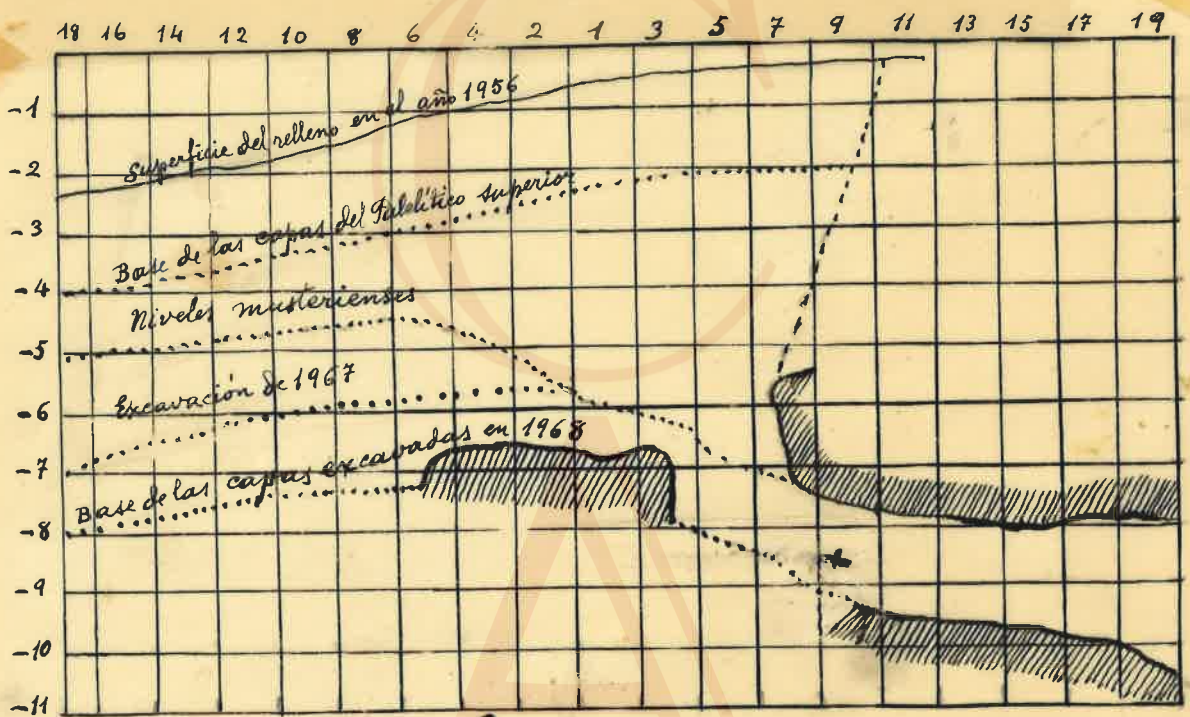 18 16 14 12 10 8 6 4 2 1 3 5 7 9 11 13 15 17 19
-1
Superficie del relleno en el año 1956
-2
-3
Base de las capas del Paleolítico superior
-4
Niveles musterienses
-5
Excavación de 1967
-6
Base de las capas excavadas en 1968
-7
-8
-9
-10
-11